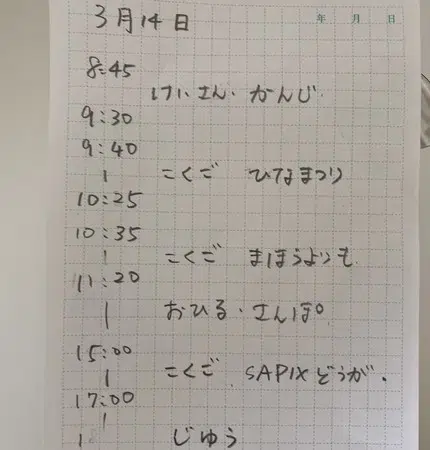 3月14日
年 月 日
8:45
けいさん・かんじ
9:30
9:40
こくご ひなまつり
10:25
10:35
こくご まほうよりも
11:20
おひる・さんぽ。
15:00
こくご SAPIXどうが.
17:00
じゆう